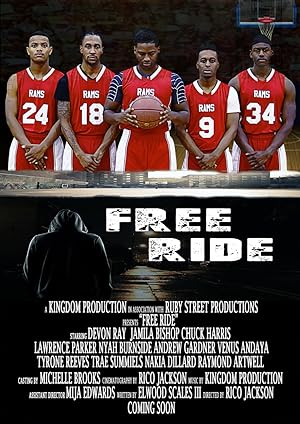 RAMS
24
RAMS
18
RAMS
RAMS
9
RAMS
34
FREE
RIDE
A KINGDOM PRODUCTION IN ASSOCIATION WITH RUBY STREET PRODUCTIONS
PRESENTS "FREE RIDE"
STARRING DEVON RAY JAMILA BISHOP CHUCK HARRIS
LAWRENCE PARKER NYAH BURNSIDE ANDREW GARDNER VENUS ANDAYA
TYRONE REEVES TRAE SUMMIELS NAKIA DILLARD RAYMOND ARTWELL
CASTING BY MICHELLE BROOKS CINEMATOGRAPHY BY RICO JACKSON MUSIC BY KINGDOM PRODUCTION
ASSISTANT DIRECTOR MIJA EDWARDS WRITTEN BY ELWOOD SCALES III DIRECTED BY RICO JACKSON
COMING SOON